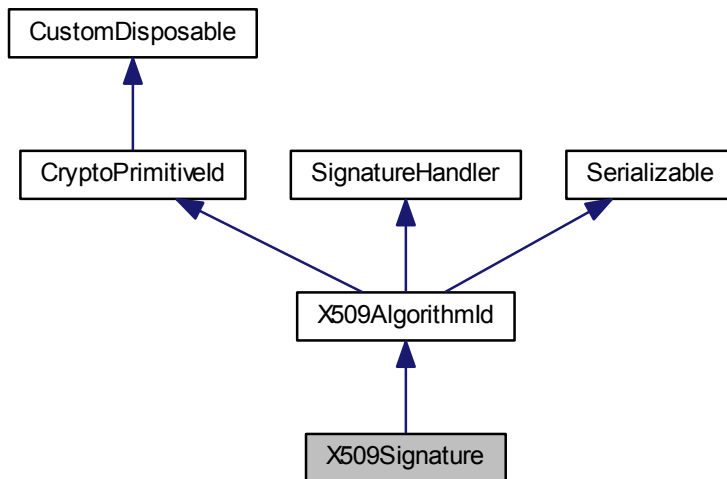 CustomDisposable
CryptoPrimitiveId
SignatureHandler
Serializable
X509AlgorithmId
X509Signature